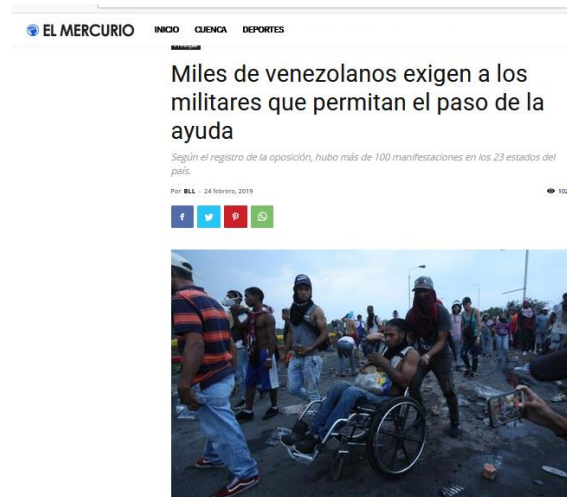 EL MERCURIO
INICIO CUENCA DEPORTES
Miles de venezolanos exigen a los
militares que permitan el paso de la
ayuda
Según el registro de la oposición, hubo más de 100 manifestaciones en los 23 estados del
país.
Por BLL - 24 febrero, 2019